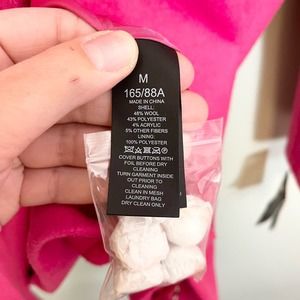 M
165/88A
MADE IN CHINA
SHELL:
48% WOOL
43% POLYESTER
4% ACRYLIC
5% OTHER FIBERS
LINING:
100% POLYESTER
COVER BUTTONS WITH
FOIL BEFORE DRY
CLEANING
TURN GARMENT INSIDE
OUT PRIOR TO
CLEANING
CLEAN IN MESH
LAUNDRY BAG
DRY CLEAN ONLY